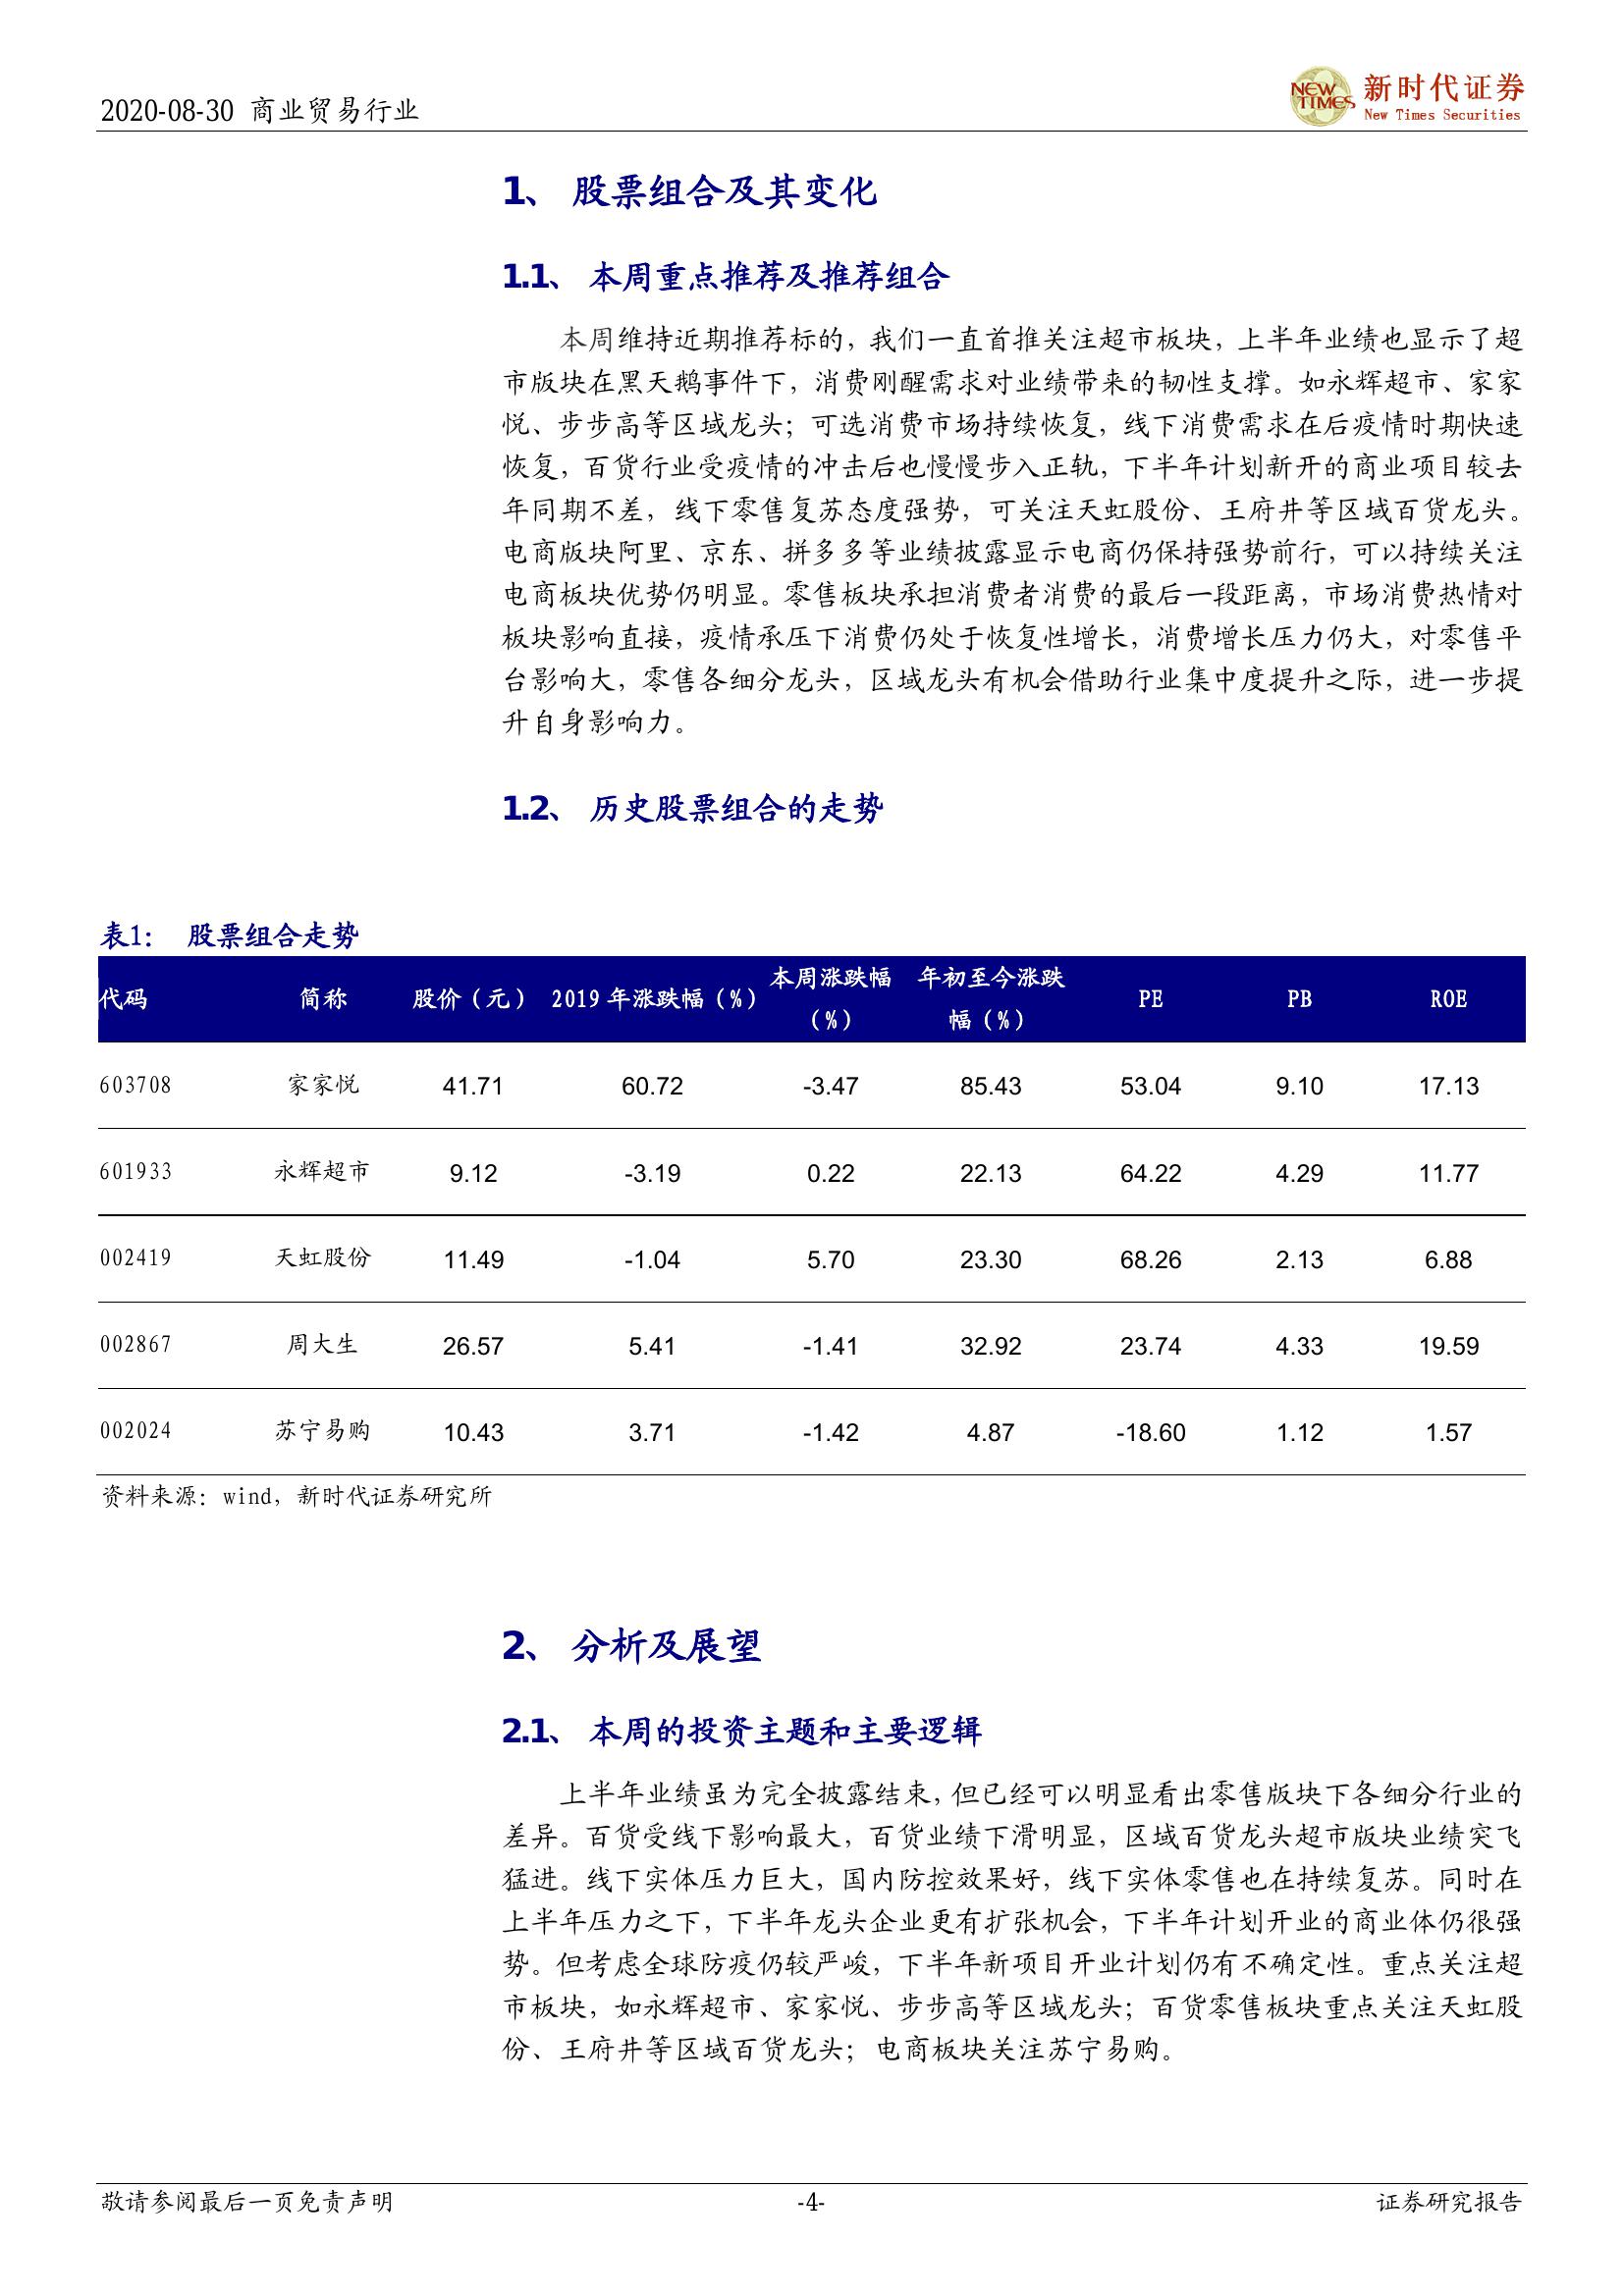 2020-08-30 商业贸易行业
NEW TIMES
新时代证券
New Times Securities
1、 股票组合及其变化
1.1、 本周重点推荐及推荐组合
本周维持近期推荐标的，我们一直首推关注超市板块，上半年业绩也显示了超
市版块在黑天鹅事件下，消费刚醒需求对业绩带来的韧性支撑。如永辉超市、家家
悦、步步高等区域龙头；可选消费市场持续恢复，线下消费需求在后疫情时期快速
恢复，百货行业受疫情的冲击后也慢慢步入正轨，下半年计划新开的商业项目较去
年同期不差，线下零售复苏态度强势，可关注天虹股份、王府井等区域百货龙头。
电商版块阿里、京东、拼多多等业绩披露显示电商仍保持强势前行，可以持续关注
电商板块优势仍明显。零售板块承担消费者消费的最后一段距离，市场消费热情对
板块影响直接，疫情承压下消费仍处于恢复性增长，消费增长压力仍大，对零售平
台影响大，零售各细分龙头，区域龙头有机会借助行业集中度提升之际，进一步提
升自身影响力。
1.2、 历史股票组合的走势
表1： 股票组合走势
代码 简称 股价（元） 2019 年涨跌幅（%） 本周涨跌幅（%） 年初至今涨跌幅（%） PE PB ROE
603708 家家悦 41.71 60.72 -3.47 85.43 53.04 9.10 17.13
601933 永辉超市 9.12 -3.19 0.22 22.13 64.22 4.29 11.77
002419 天虹股份 11.49 -1.04 5.70 23.30 68.26 2.13 6.88
002867 周大生 26.57 5.41 -1.41 32.92 23.74 4.33 19.59
002024 苏宁易购 10.43 3.71 -1.42 4.87 -18.60 1.12 1.57
资料来源：wind，新时代证券研究所
2、 分析及展望
2.1、 本周的投资主题和主要逻辑
上半年业绩虽为完全披露结束，但已经可以明显看出零售版块下各细分行业的
差异。百货受线下影响最大，百货业绩下滑明显，区域百货龙头超市版块业绩突飞
猛进。线下实体压力巨大，国内防控效果好，线下实体零售也在持续复苏。同时在
上半年压力之下，下半年龙头企业更有扩张机会，下半年计划开业的商业体仍很强
势。但考虑全球防疫仍较严峻，下半年新项目开业计划仍有不确定性。重点关注超
市板块，如永辉超市、家家悦、步步高等区域龙头；百货零售板块重点关注天虹股
份、王府井等区域百货龙头；电商板块关注苏宁易购。
敬请参阅最后一页免责声明 -4- 证券研究报告